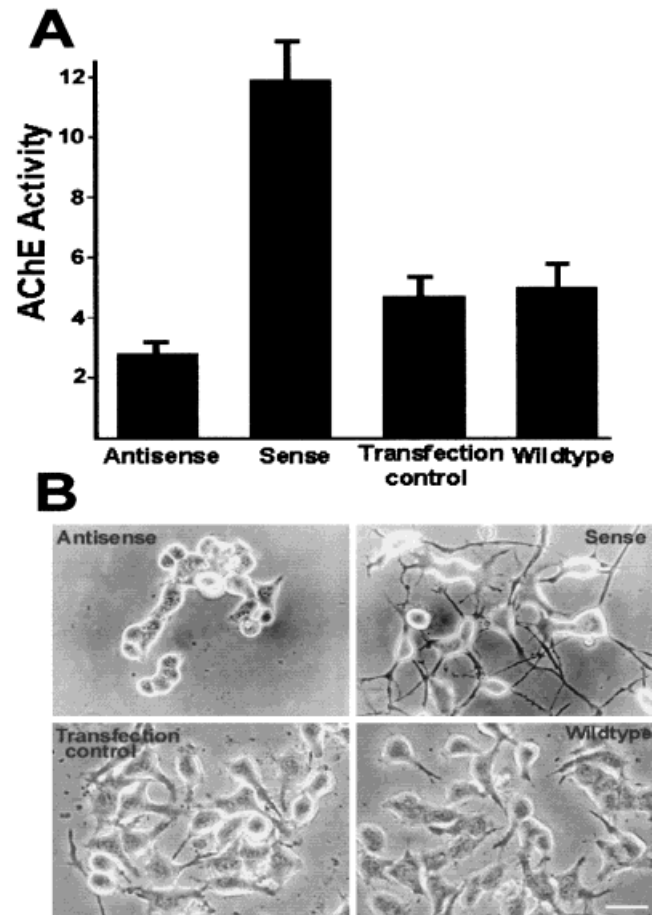 A
AChE Activity
12
10
8
6
4
2
Antisense
Sense
Transfection
control
Wildtype
B
Antisense
Sense
Transfection
control
Wildtype